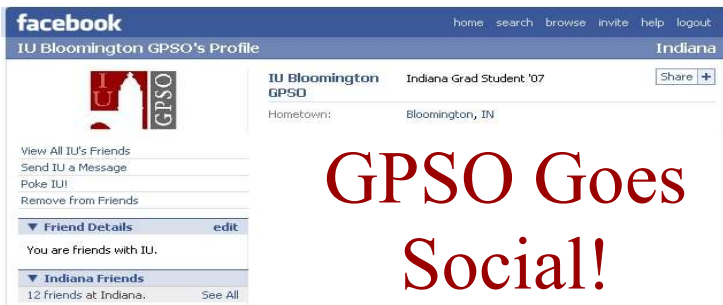 facebook
home search browse invite help logout
IU Bloomington GPSO's Profile
Indiana
IU
GPSO
View All IU's Friends
Send IU a Message
Poke IU!
Remove from Friends
▼ Friend Details edit
You are friends with IU.
▼ Indiana Friends
12 friends at Indiana. See All
IU Bloomington
GPSO
Indiana Grad Student '07
Share +
Hometown: Bloomington, IN
GPSO Goes
Social!